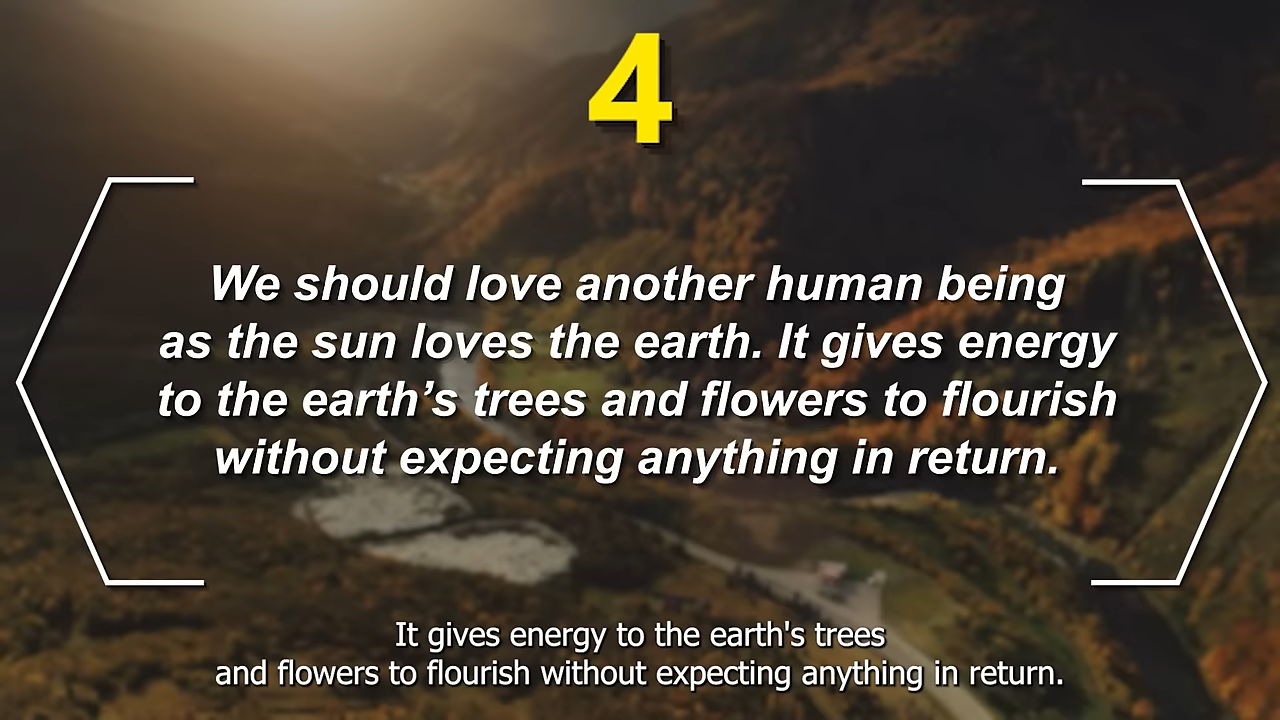 4
We should love another human being
as the sun loves the earth. It gives energy
to the earth’s trees and flowers to flourish
without expecting anything in return.
It gives energy to the earth's trees
and flowers to flourish without expecting anything in return.